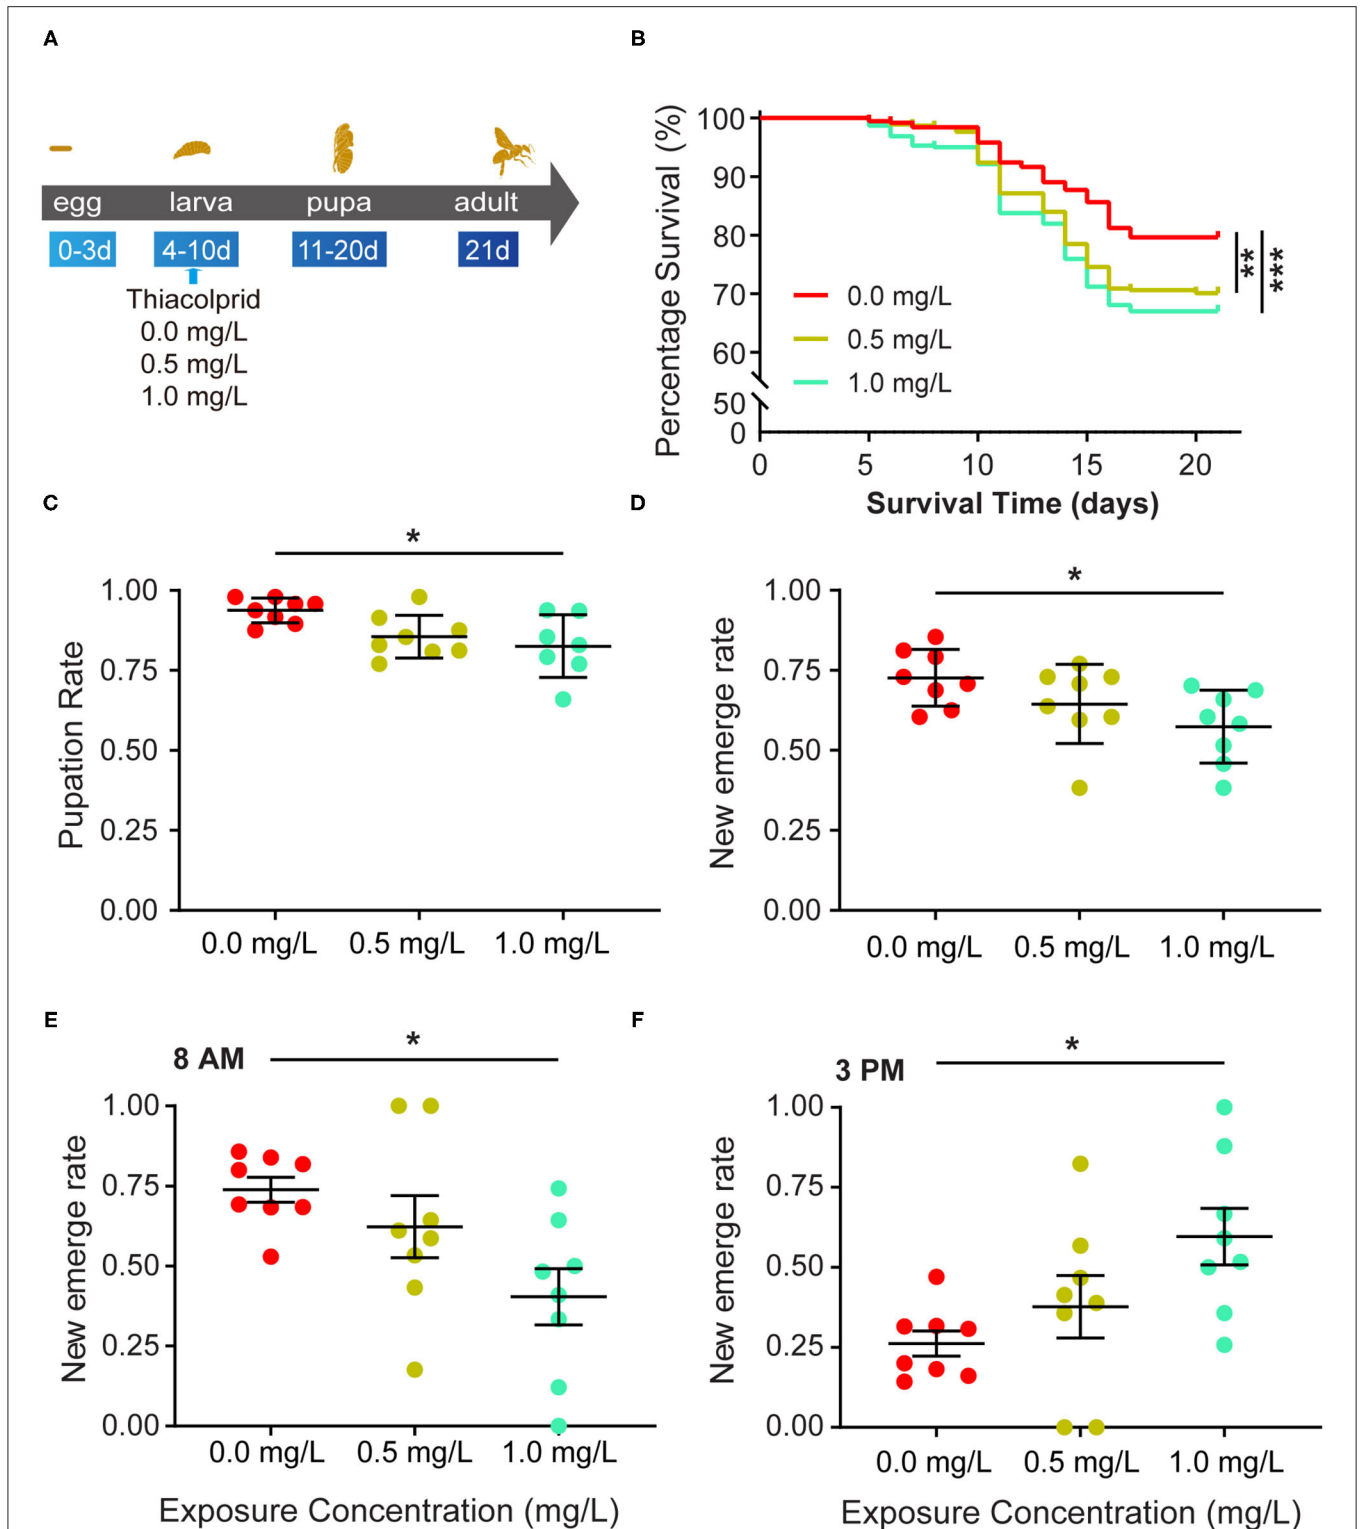 A
egg larva pupa adult
0-3d 4-10d 11-20d 21d
Thiacolprid
0.0 mg/L
0.5 mg/L
1.0 mg/L
B
Percentage Survival (%)
100
90
80
70
60
50
0
0 5 10 15 20
Survival Time (days)
0.0 mg/L
0.5 mg/L
1.0 mg/L
**
***
C
*
Pupation Rate
1.00
0.75
0.50
0.25
0.00
0.0 mg/L 0.5 mg/L 1.0 mg/L
D
*
New emerge rate
1.00
0.75
0.50
0.25
0.00
0.0 mg/L 0.5 mg/L 1.0 mg/L
E
8 AM
*
New emerge rate
1.00
0.75
0.50
0.25
0.00
0.0 mg/L 0.5 mg/L 1.0 mg/L
Exposure Concentration (mg/L)
F
3 PM
*
New emerge rate
1.00
0.75
0.50
0.25
0.00
0.0 mg/L 0.5 mg/L 1.0 mg/L
Exposure Concentration (mg/L)